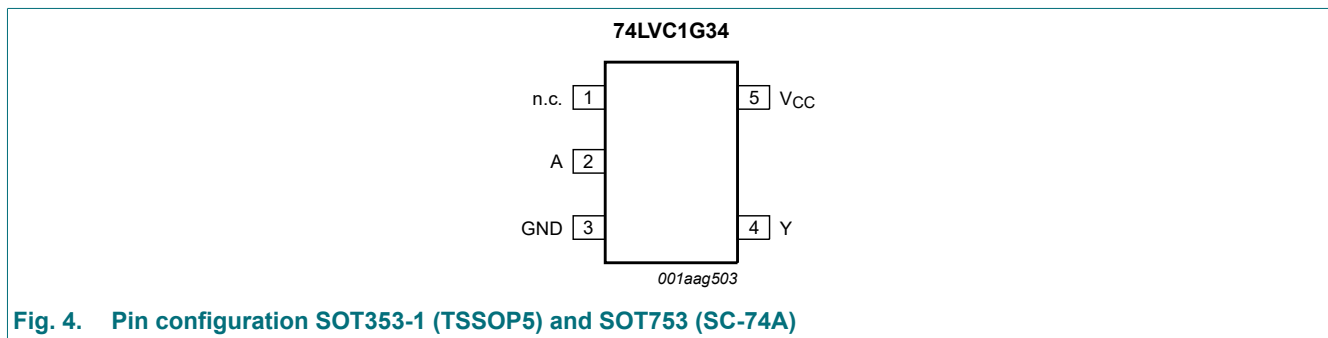 74LVC1G34
n.c. 1 5 VCC
A 2
GND 3 4 Y
001aag503
Fig. 4. Pin configuration SOT353-1 (TSSOP5) and SOT753 (SC-74A)